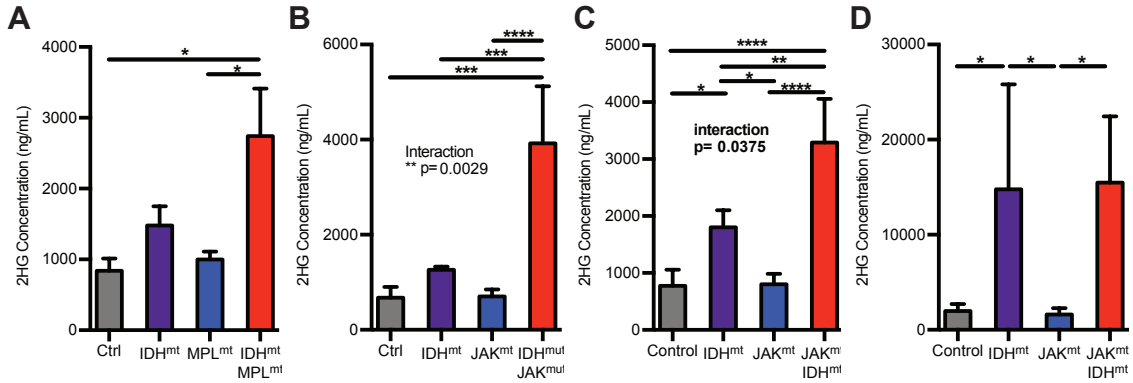 A
2HG Concentration (ng/mL)
4000
3000
2000
1000
0
*
*
Ctrl
IDHᵐᵗ
MPLᵐᵗ
IDHᵐᵗ
MPLᵐᵗ
B
2HG Concentration (ng/mL)
6000
4000
2000
0
****
***
***
Interaction
** p= 0.0029
Ctrl
IDHᵐᵗ
JAKᵐᵗ
IDHᵐᵘᵗ
JAKᵐᵘᵗ
C
2HG Concentration (ng/mL)
5000
4000
3000
2000
1000
0
****
**
*
*
****
interaction
p= 0.0375
Control
IDHᵐᵗ
JAKᵐᵗ
JAKᵐᵗ
IDHᵐᵗ
D
2HG Concentration (ng/mL)
30000
20000
10000
0
*
*
*
Control
IDHᵐᵗ
JAKᵐᵗ
JAKᵐᵗ
IDHᵐᵗ